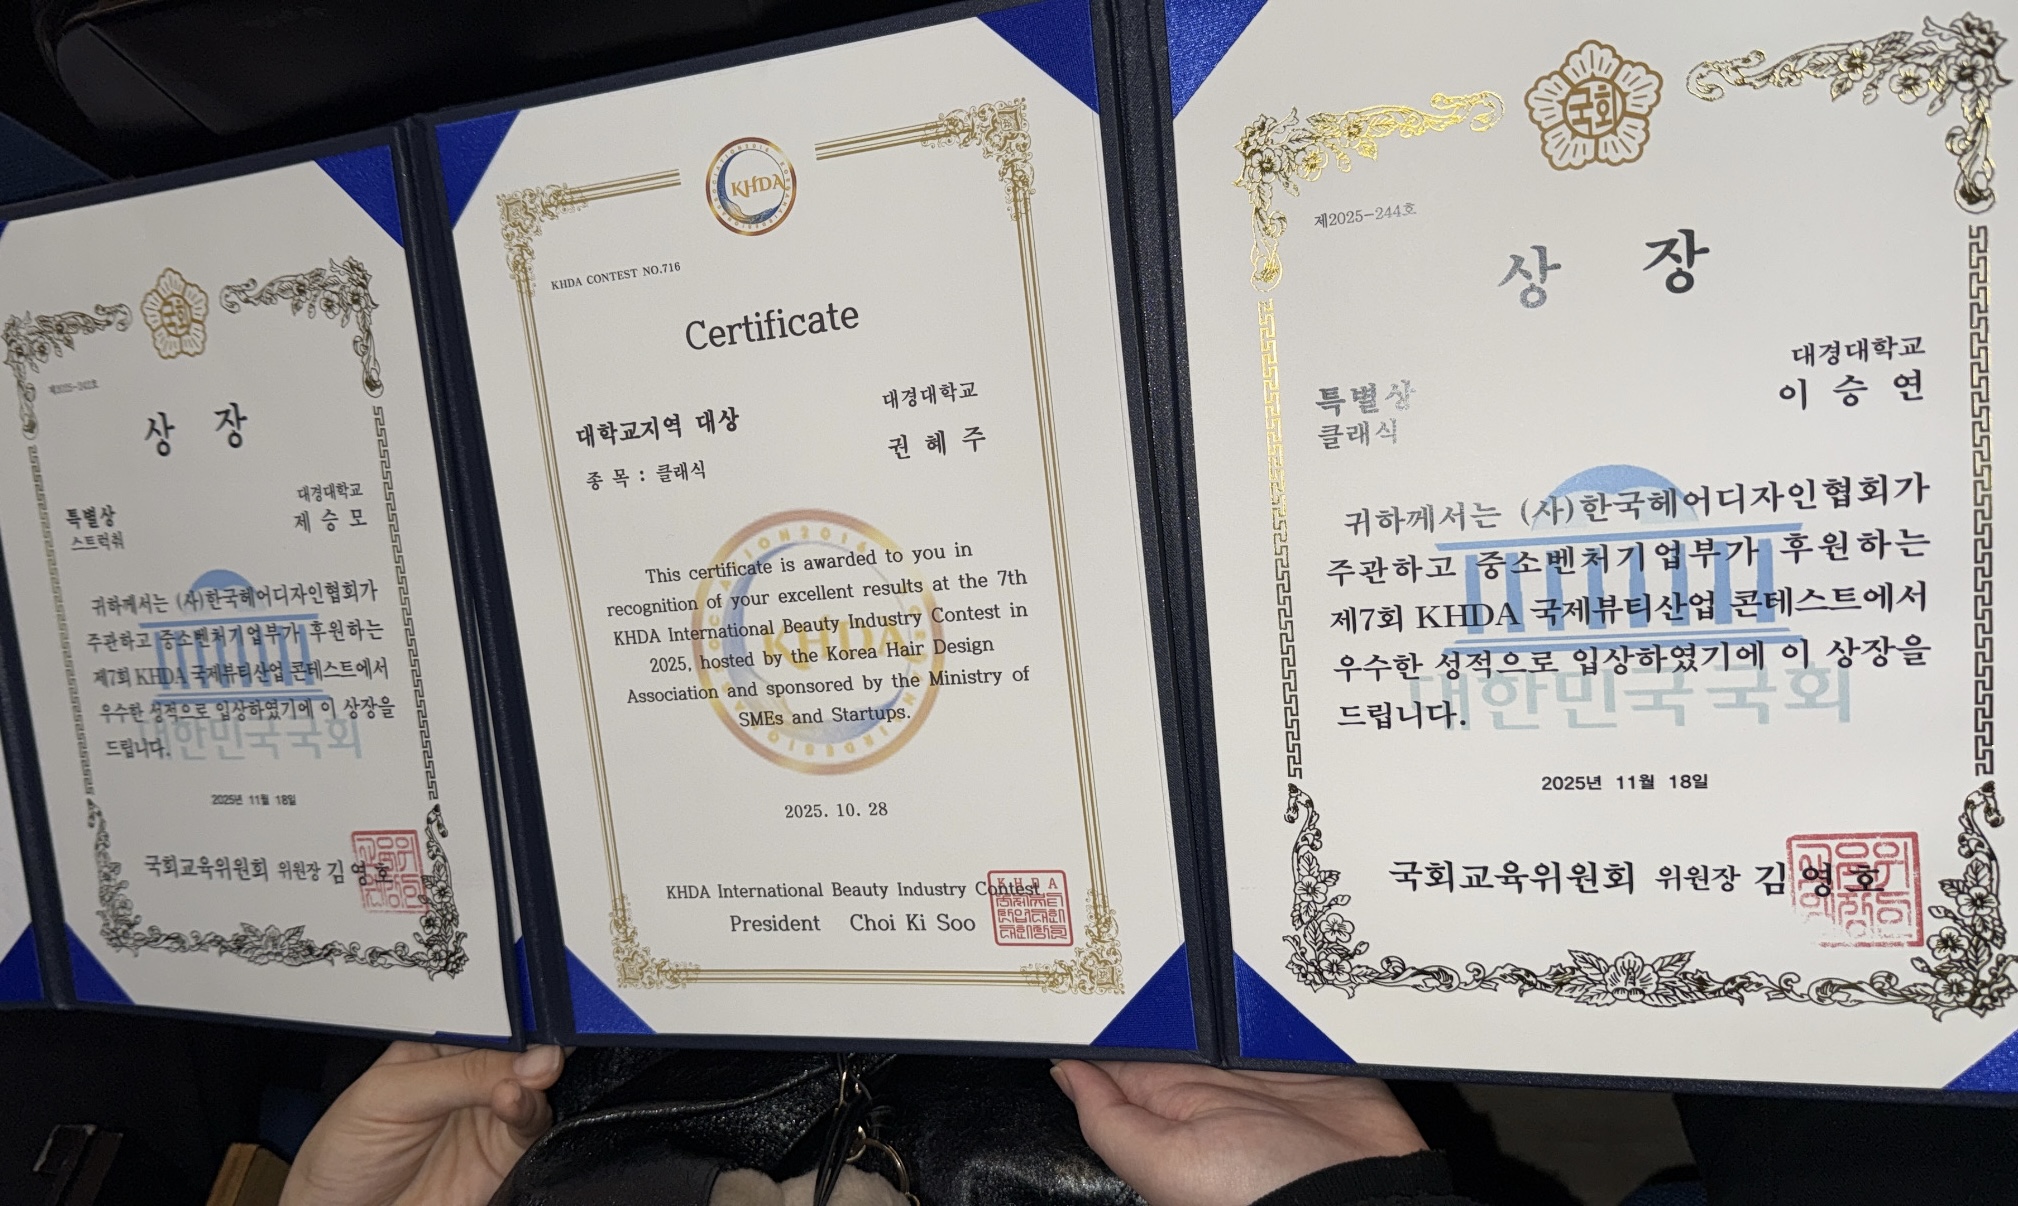 국회
제2025-242호
상 장
대경대학교
특별상
제 승 모
스트럭춰
귀하께서는 (사)한국헤어디자인협회가
주관하고 중소벤처기업부가 후원하는
제7회 KHDA 국제뷰티산업 콘테스트에서
우수한 성적으로 입상하였기에 이 상장을
드립니다.
대한민국국회
2025년 11월 18일
국회교육위원회 위원장 김 영 호
KHDA
KHDA CONTEST NO.716
Certificate
대경대학교
대학교지역 대상
권 혜 주
종 목 : 클래식
This certificate is awarded to you in
recognition of your excellent results at the 7th
KHDA International Beauty Industry Contest in
2025, hosted by the Korea Hair Design
Association and sponsored by the Ministry of
SMEs and Startups.
KHDA
2025. 10. 28
KHDA International Beauty Industry Contest
President Choi Ki Soo
KHDA
국회
제2025-244호
상 장
대경대학교
특별상
이 승 연
클래식
귀하께서는 (사)한국헤어디자인협회가
주관하고 중소벤처기업부가 후원하는
제7회 KHDA 국제뷰티산업 콘테스트에서
우수한 성적으로 입상하였기에 이 상장을
드립니다.
대한민국국회
2025년 11월 18일
국회교육위원회 위원장 김 영 호